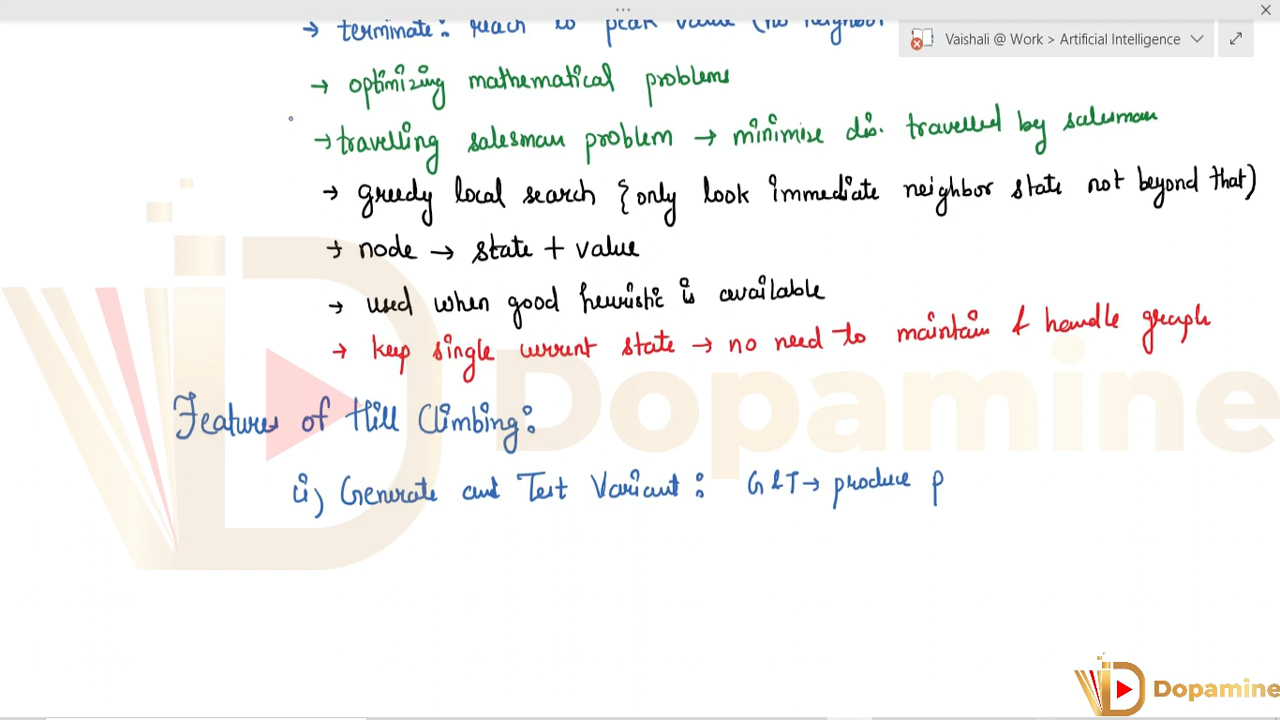 → terminate: reach to peak value (no neighbor
Vaishali @ Work > Artificial Intelligence
→ optimizing mathematical problems
→ travelling salesman problem → minimize dis. travelled by salesman
→ greedy local search {only look immediate neighbor state not beyond that)
→ node → state + value
→ used when good heuristic is available
→ keep single current state → no need to maintain & handle graph
Features of Hill Climbing:
i) Generate and Test Variant: G&T → produce p
Dopamine
Dopamine